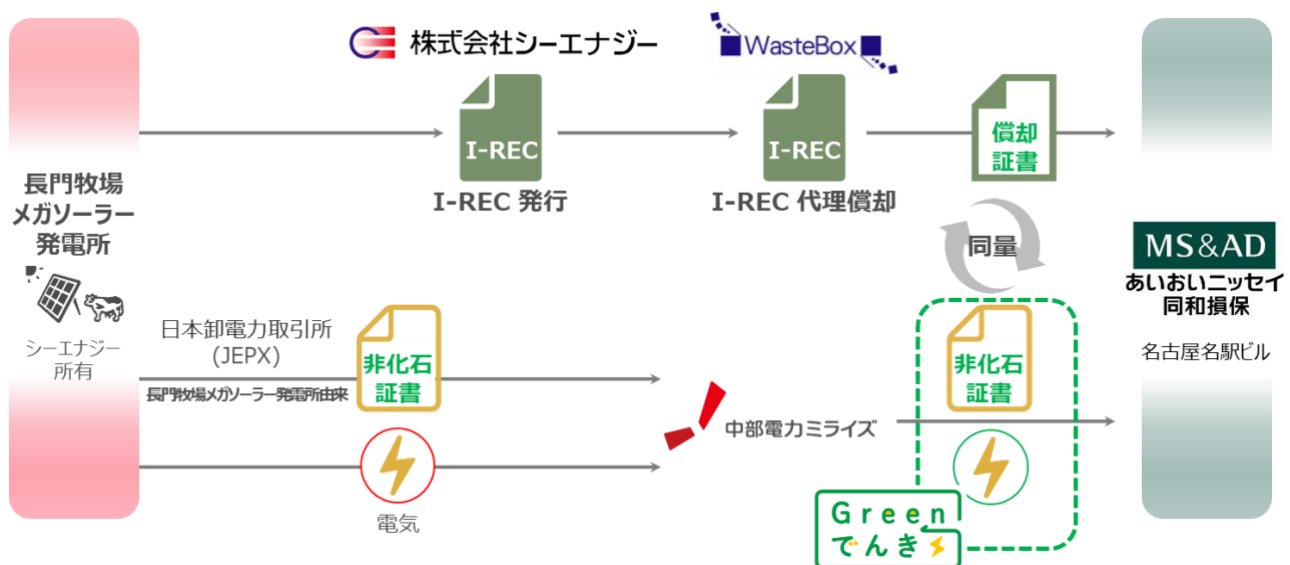 株式会社シーエナジー
WasteBox
I-REC
I-REC
償却
証書
I-REC 発行
I-REC 代理償却
長門牧場
メガソーラー
発電所
シーエナジー
所有
同量
MS&AD
あいおいニッセイ
同和損保
名古屋名駅ビル
日本卸電力取引所
(JEPX)
長門牧場メガソーラー発電所由来
非化石
証書
非化石
証書
中部電力ミライズ
電気
Green
でんき